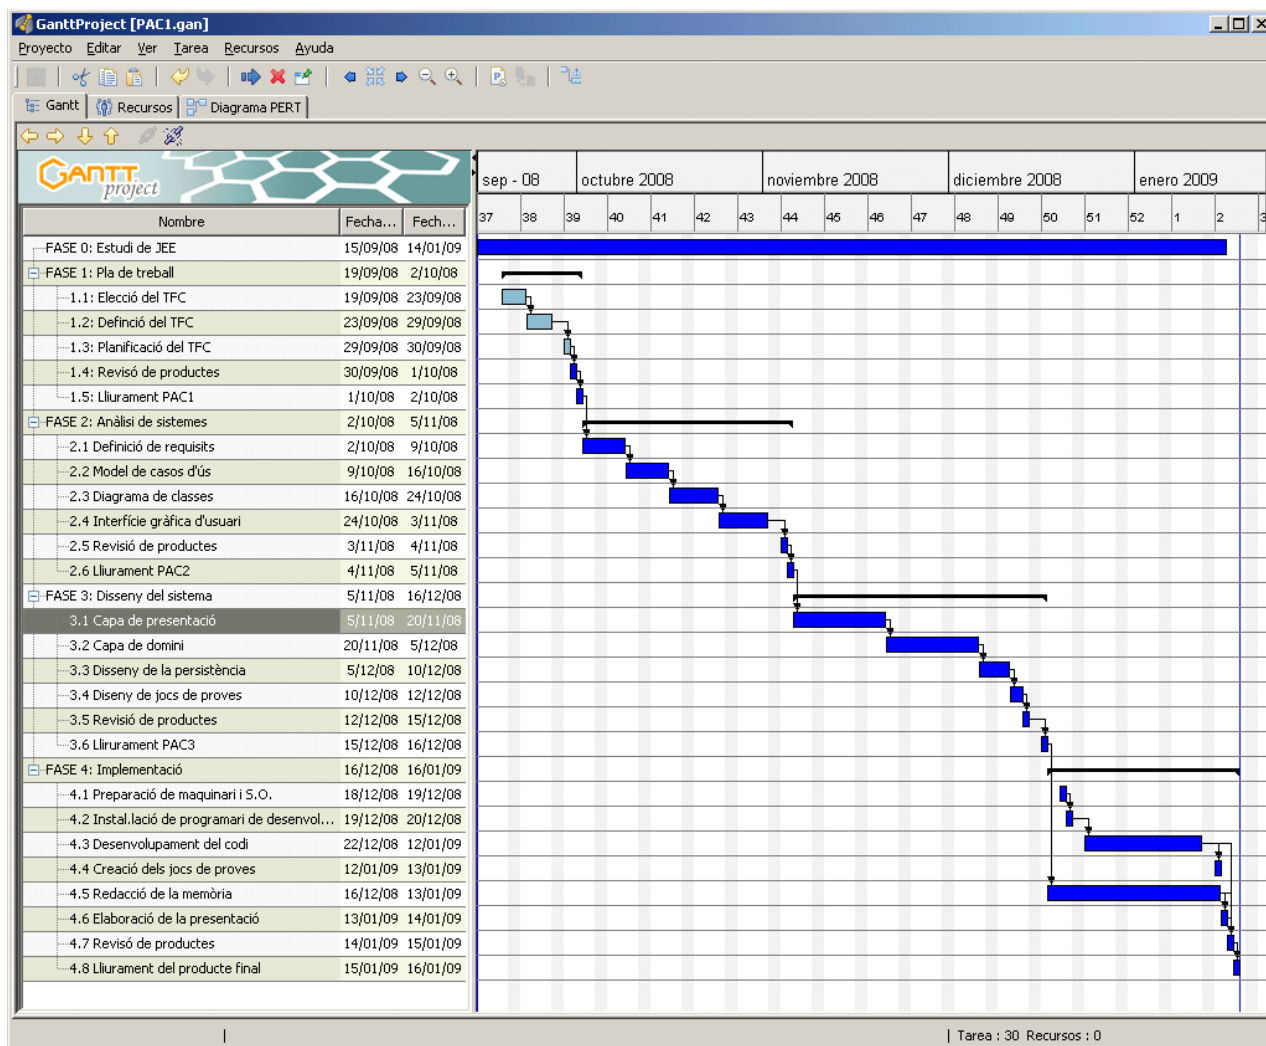 GanttProject [PAC1.gan]
Proyecto Editar Ver Tarea Recursos Ayuda
Gantt Recursos Diagrama PERT
GANTT project
sep - 08 octubre 2008 noviembre 2008 diciembre 2008 enero 2009
Nombre Fecha... Fech... 37 38 39 40 41 42 43 44 45 46 47 48 49 50 51 52 1 2 3
FASE 0: Estudi de JEE 15/09/08 14/01/09
FASE 1: Pla de treball 19/09/08 2/10/08
1.1: Elecció del TFC 19/09/08 23/09/08
1.2: Definció del TFC 23/09/08 29/09/08
1.3: Planificació del TFC 29/09/08 30/09/08
1.4: Revisó de productes 30/09/08 1/10/08
1.5: Lliurament PAC1 1/10/08 2/10/08
FASE 2: Anàlisi de sistemes 2/10/08 5/11/08
2.1 Definició de requisits 2/10/08 9/10/08
2.2 Model de casos d'ús 9/10/08 16/10/08
2.3 Diagrama de classes 16/10/08 24/10/08
2.4 Interfície gràfica d'usuari 24/10/08 3/11/08
2.5 Revisió de productes 3/11/08 4/11/08
2.6 Lliurament PAC2 4/11/08 5/11/08
FASE 3: Disseny del sistema 5/11/08 16/12/08
3.1 Capa de presentació 5/11/08 20/11/08
3.2 Capa de domini 20/11/08 5/12/08
3.3 Disseny de la persistència 5/12/08 10/12/08
3.4 Diseny de jocs de proves 10/12/08 12/12/08
3.5 Revisió de productes 12/12/08 15/12/08
3.6 Llirurament PAC3 15/12/08 16/12/08
FASE 4: Implementació 16/12/08 16/01/09
4.1 Preparació de maquinari i S.O. 18/12/08 19/12/08
4.2 Instal.lació de programari de desenvol... 19/12/08 20/12/08
4.3 Desenvolupament del codi 22/12/08 12/01/09
4.4 Creació dels jocs de proves 12/01/09 13/01/09
4.5 Redacció de la memòria 16/12/08 13/01/09
4.6 Elaboració de la presentació 13/01/09 14/01/09
4.7 Revisó de productes 14/01/09 15/01/09
4.8 Lliurament del producte final 15/01/09 16/01/09
Tarea : 30 Recursos : 0